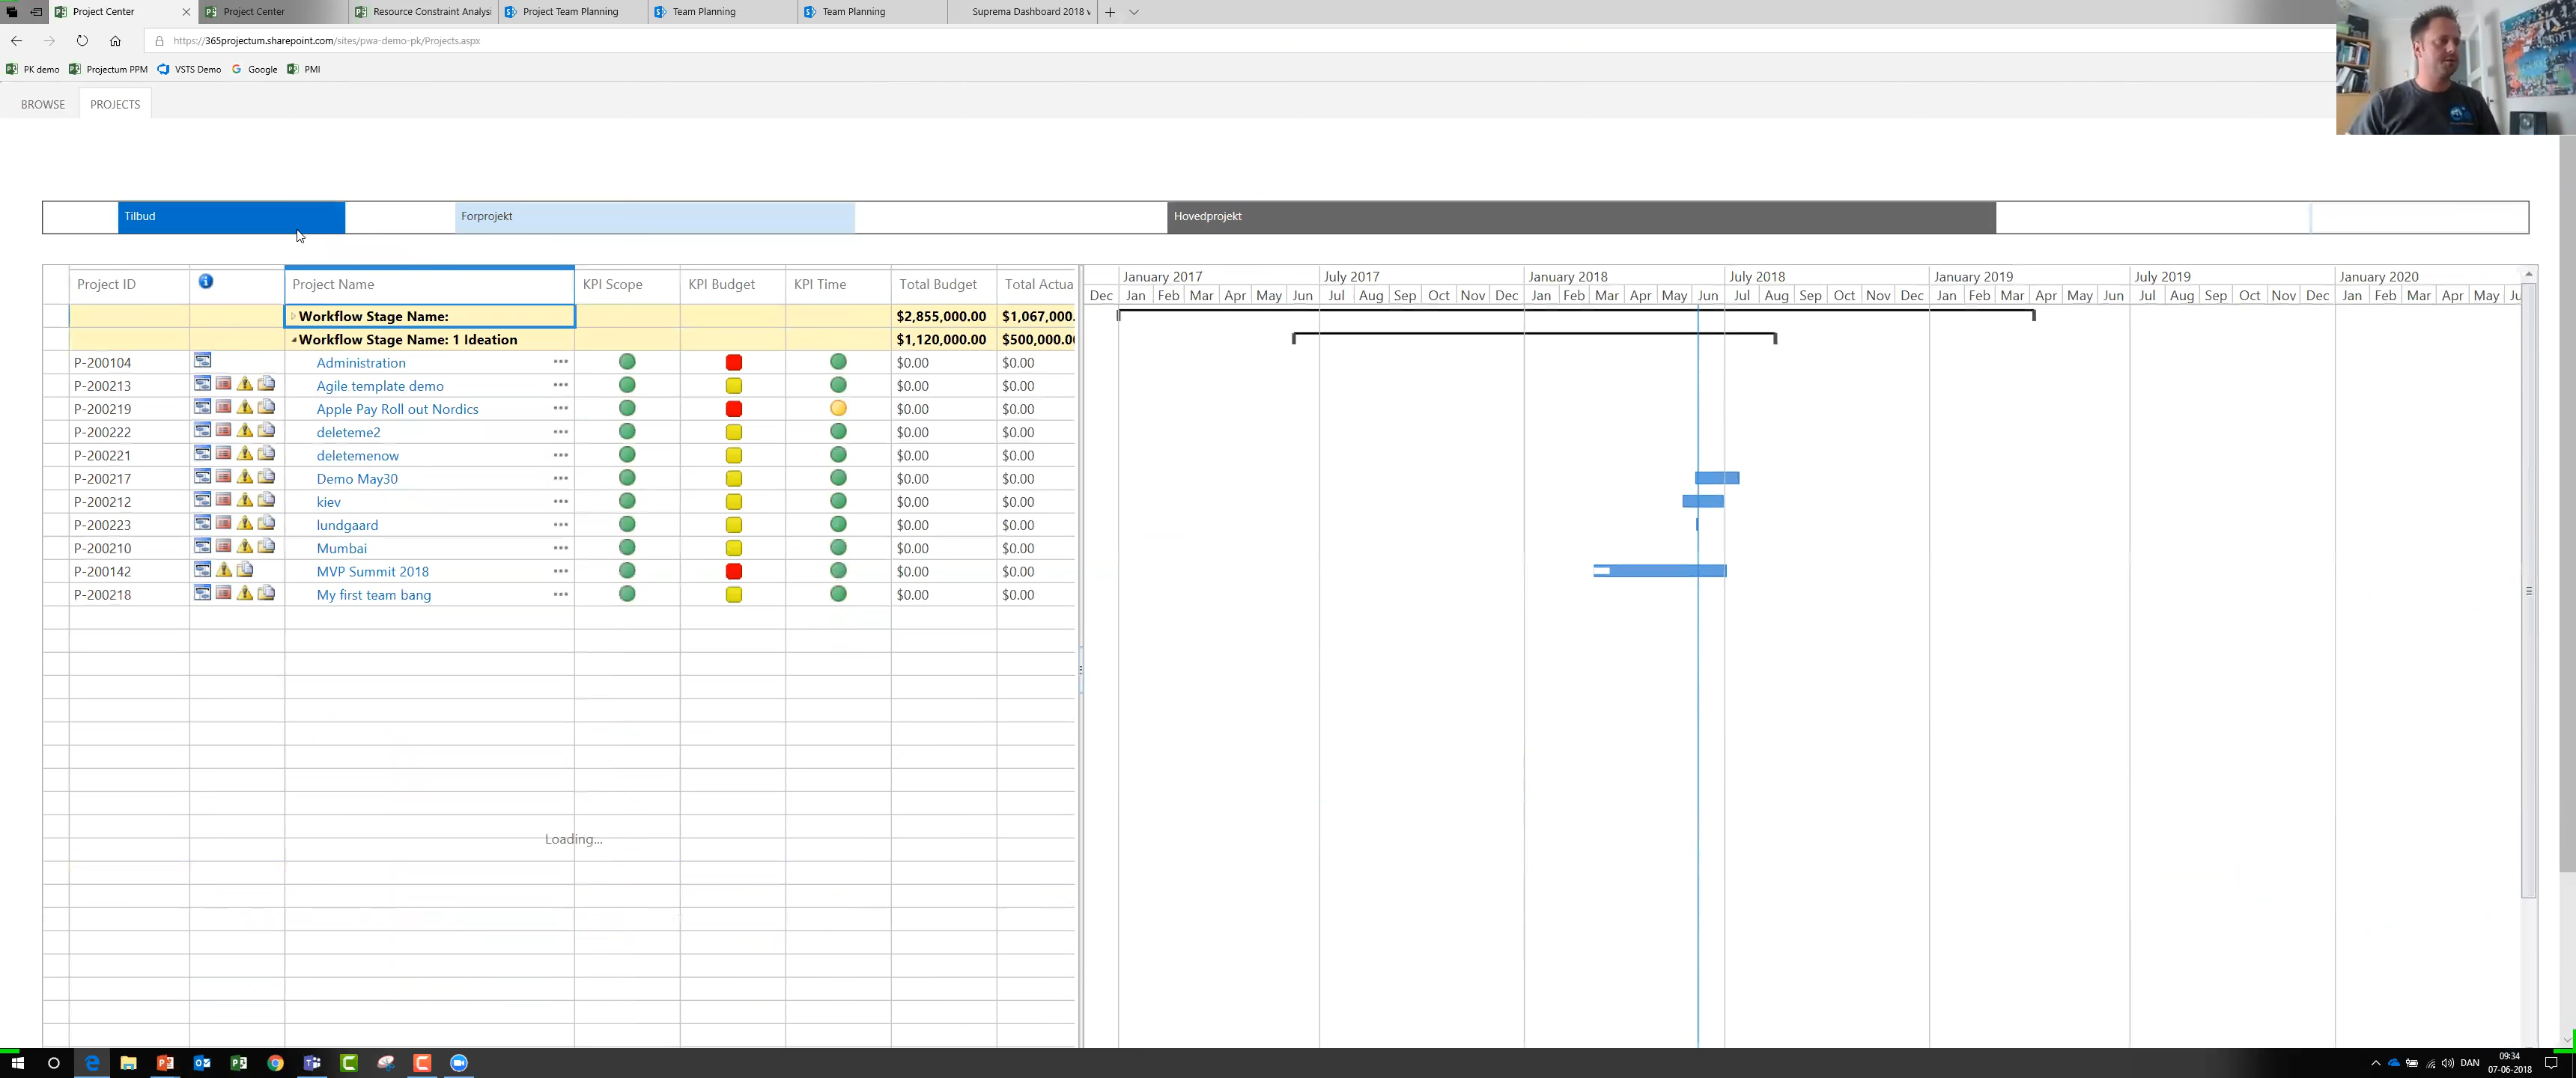 Project Center
Project Center
Resource Constraint Analysi
Project Team Planning
Team Planning
Team Planning
Suprema Dashboard 2018 v
https://365projectum.sharepoint.com/sites/pwa-demo-pk/Projects.aspx
PK demo
Projectum PPM
VSTS Demo
Google
PMI
BROWSE PROJECTS
Tilbud Forprojekt Hovedprojekt
January 2017 July 2017 January 2018 July 2018 January 2019 July 2019 January 2020
Project ID Project Name KPI Scope KPI Budget KPI Time Total Budget Total Actua
Dec Jan Feb Mar Apr May Jun Jul Aug Sep Oct Nov Dec Jan Feb Mar Apr May Jun Jul Aug Sep Oct Nov Dec Jan Feb Mar Apr May Jun Jul Aug Sep Oct Nov Dec Jan Feb Mar Apr May Ju
Workflow Stage Name: $2,855,000.00 $1,067,000.
Workflow Stage Name: 1 Ideation $1,120,000.00 $500,000.0
P-200104 Administration ••• $0.00 $0.00
P-200213 Agile template demo ••• $0.00 $0.00
P-200219 Apple Pay Roll out Nordics ••• $0.00 $0.00
P-200222 deleteme2 ••• $0.00 $0.00
P-200221 deletemenow ••• $0.00 $0.00
P-200217 Demo May30 ••• $0.00 $0.00
P-200212 kiev ••• $0.00 $0.00
P-200223 lundgaard ••• $0.00 $0.00
P-200210 Mumbai ••• $0.00 $0.00
P-200142 MVP Summit 2018 ••• $0.00 $0.00
P-200218 My first team bang ••• $0.00 $0.00
Loading...
DAN
09:34
07-06-2018